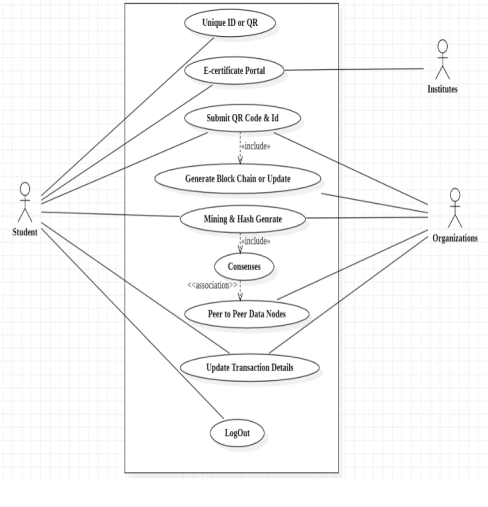 Unique ID or QR
E-certificate Portal
Institutes
Submit QR Code & Id
«include»
Generate Block Chain or Update
Mining & Hash Genrate
Student
Organizations
«include»
Consenses
<<association>>
Peer to Peer Data Nodes
Update Transaction Details
LogOut